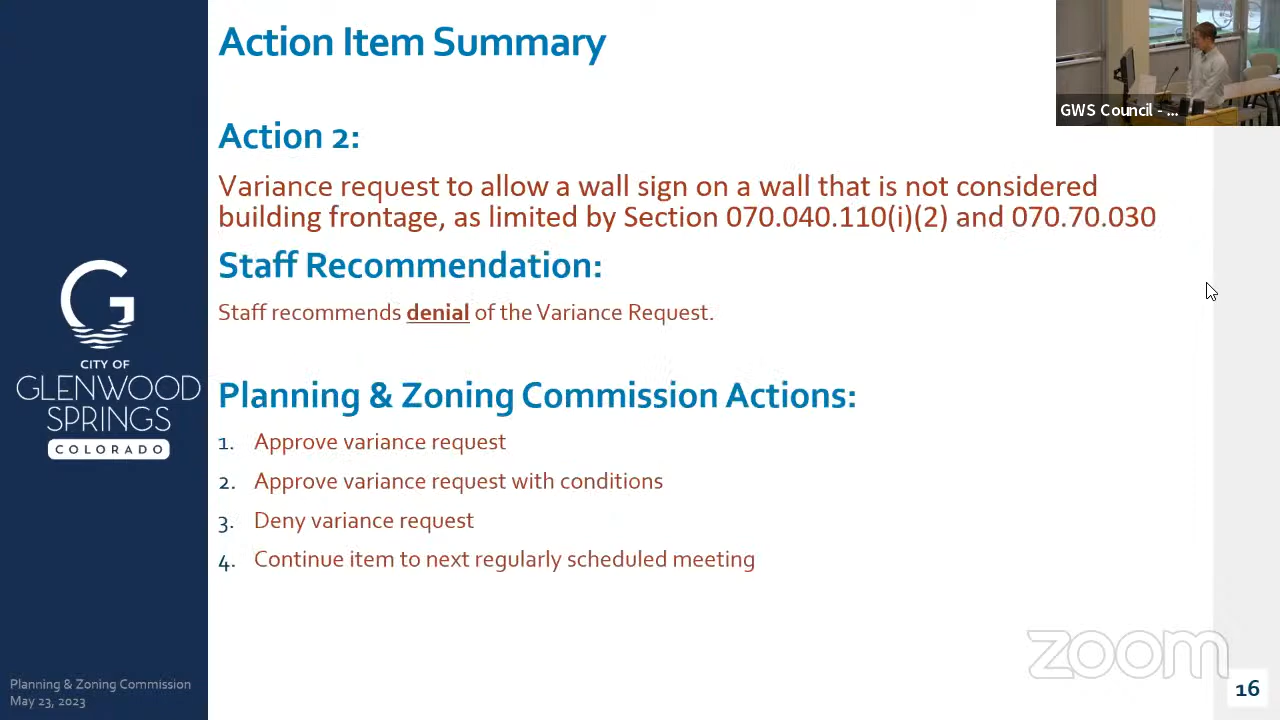 Action Item Summary
GWS Council - ...
Action 2:
Variance request to allow a wall sign on a wall that is not considered
building frontage, as limited by Section 070.040.110(i)(2) and 070.70.030
Staff Recommendation:
Staff recommends denial of the Variance Request.
Planning & Zoning Commission Actions:
1. Approve variance request
2. Approve variance request with conditions
3. Deny variance request
4. Continue item to next regularly scheduled meeting
G
CITY OF
GLENWOOD
SPRINGS
COLORADO
Planning & Zoning Commission
May 23, 2023
zoom
16